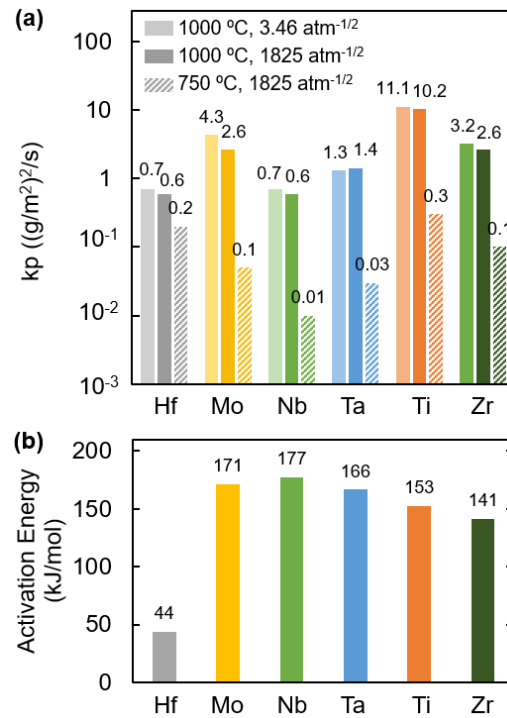 (a)
1000 ºC, 3.46 atm-1/2
1000 ºC, 1825 atm-1/2
750 ºC, 1825 atm-1/2
kp ((g/m²)²/s)
100
10
1
10-1
10-2
10-3
0.7 0.6 0.2
4.3 2.6 0.1
0.7 0.6 0.01
1.3 1.4 0.03
11.1 10.2 0.3
3.2 2.6 0.1
Hf Mo Nb Ta Ti Zr
(b)
Activation Energy
(kJ/mol)
200
150
100
50
0
44 171 177 166 153 141
Hf Mo Nb Ta Ti Zr